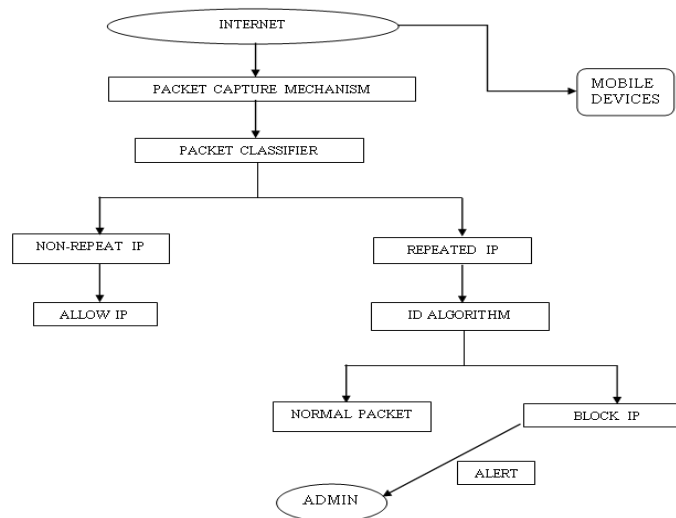 INTERNET
MOBILE
DEVICES
PACKET CAPTURE MECHANISM
PACKET CLASSIFIER
NON-REPEAT IP
REPEATED IP
ALLOW IP
ID ALGORITHM
NORMAL PACKET
BLOCK IP
ALERT
ADMIN